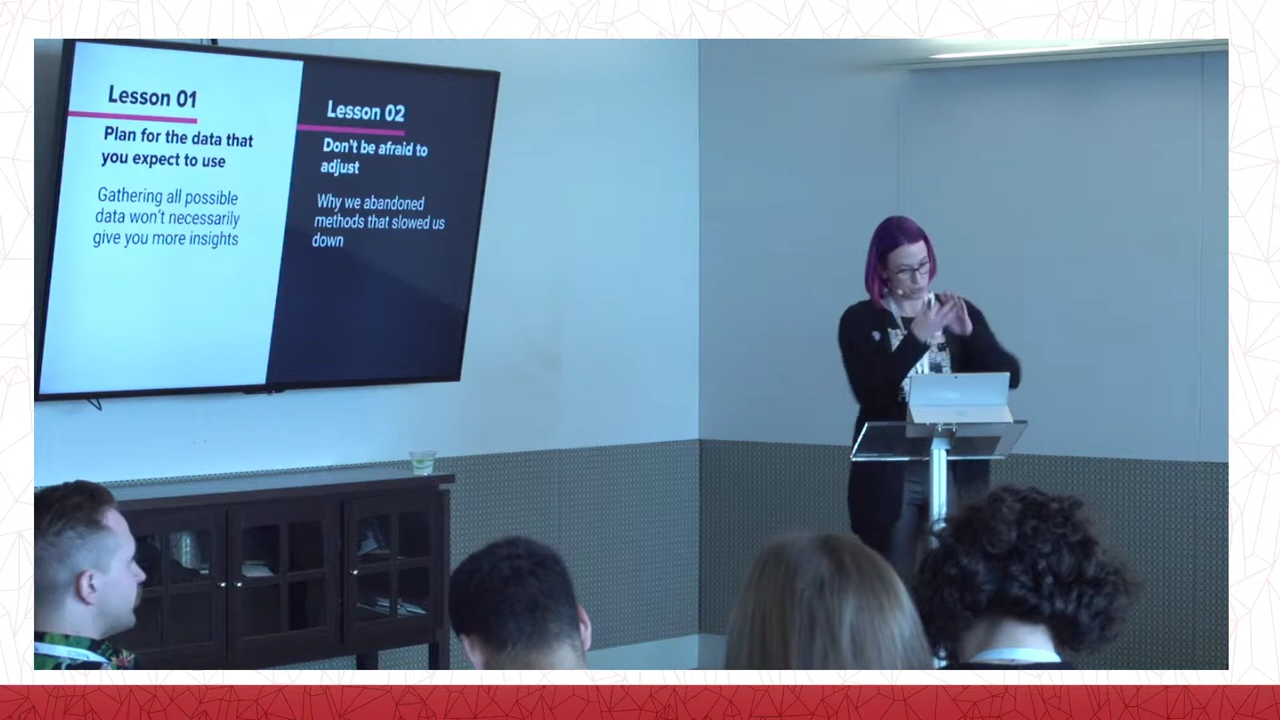 Lesson 01
Plan for the data that
you expect to use
Gathering all possible
data won't necessarily
give you more insights
Lesson 02
Don't be afraid to
adjust
Why we abandoned
methods that slowed us
down